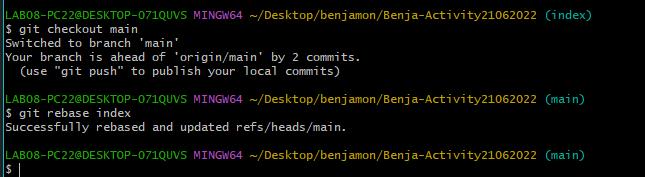 LAB08-PC22@DESKTOP-071QUVS MINGW64 ~/Desktop/benjamon/Benja-Activity21062022 (index)
$ git checkout main
Switched to branch 'main'
Your branch is ahead of 'origin/main' by 2 commits.
  (use "git push" to publish your local commits)

LAB08-PC22@DESKTOP-071QUVS MINGW64 ~/Desktop/benjamon/Benja-Activity21062022 (main)
$ git rebase index
Successfully rebased and updated refs/heads/main.

LAB08-PC22@DESKTOP-071QUVS MINGW64 ~/Desktop/benjamon/Benja-Activity21062022 (main)
$